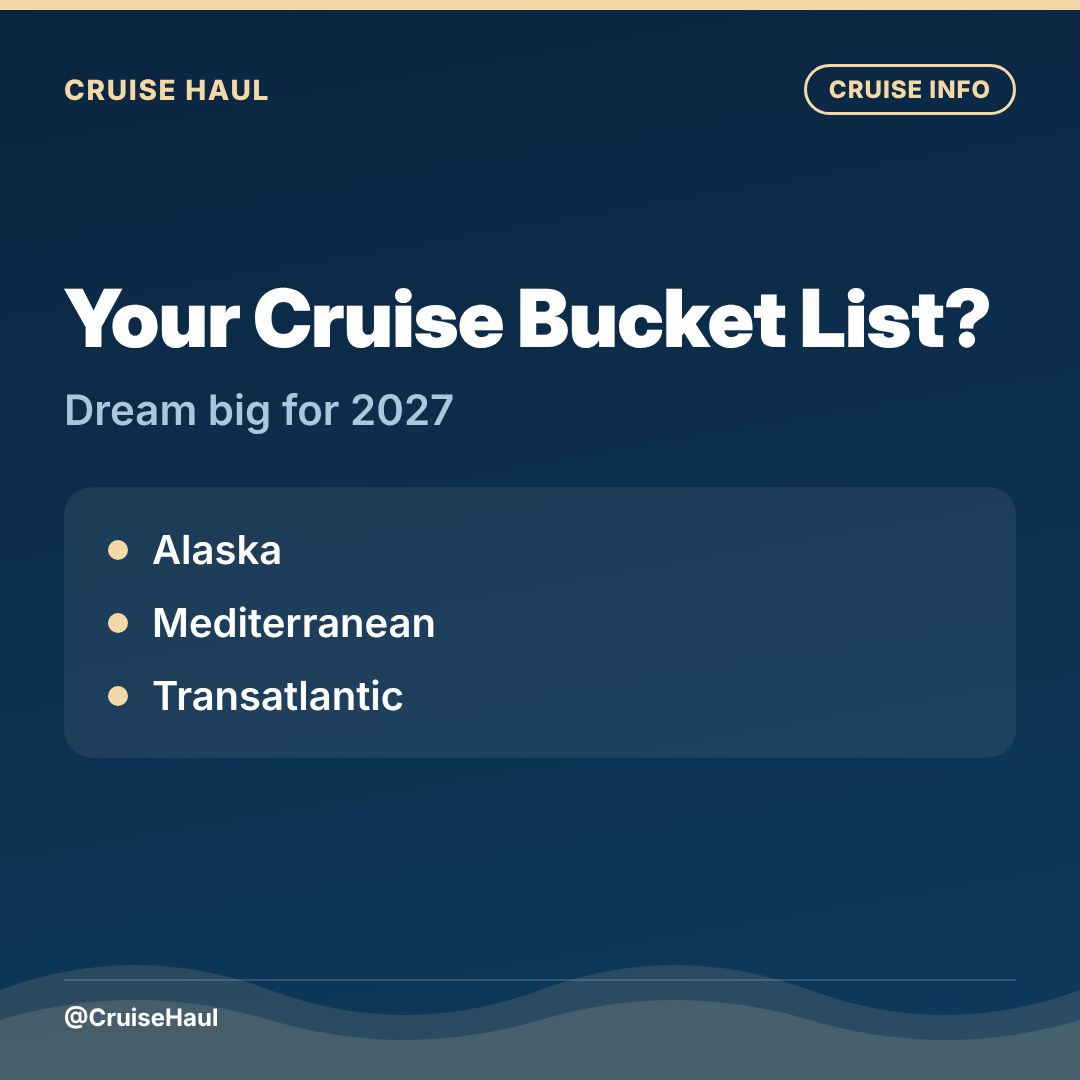 CRUISE HAUL
CRUISE INFO
Your Cruise Bucket List?
Dream big for 2027
Alaska
Mediterranean
Transatlantic
@CruiseHaul